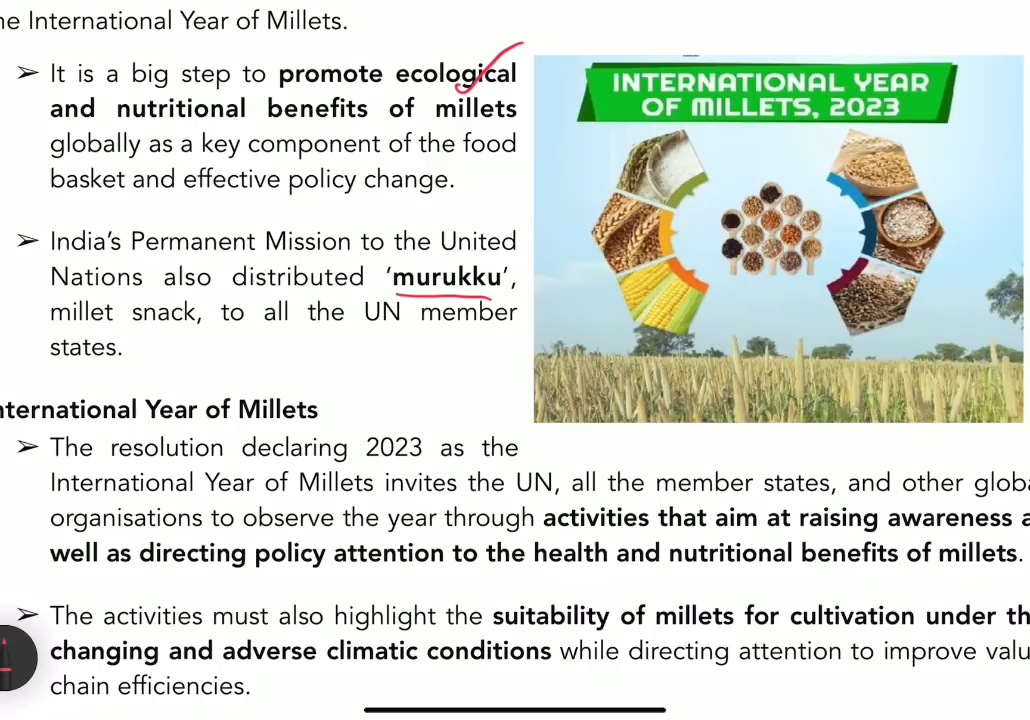 ne International Year of Millets.
➢ It is a big step to promote ecological
and nutritional benefits of millets
globally as a key component of the food
basket and effective policy change.
➢ India's Permanent Mission to the United
Nations also distributed 'murukku',
millet snack, to all the UN member
states.
INTERNATIONAL YEAR
OF MILLETS, 2023
nternational Year of Millets
➢ The resolution declaring 2023 as the
International Year of Millets invites the UN, all the member states, and other globa
organisations to observe the year through activities that aim at raising awareness a
well as directing policy attention to the health and nutritional benefits of millets.
➢ The activities must also highlight the suitability of millets for cultivation under th
changing and adverse climatic conditions while directing attention to improve valu
chain efficiencies.